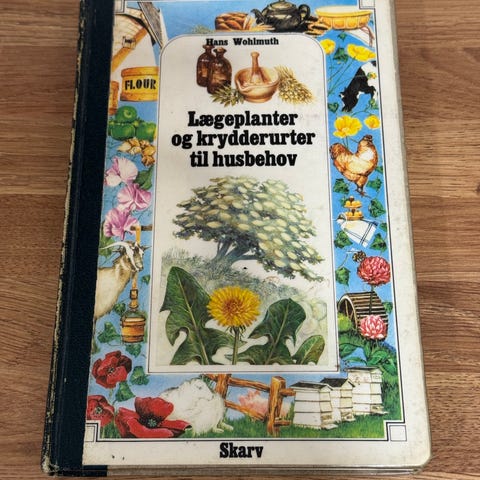 Hans Wohlmuth
FLOUR
Lægeplanter
og krydderurter
til husbehov
Skarv